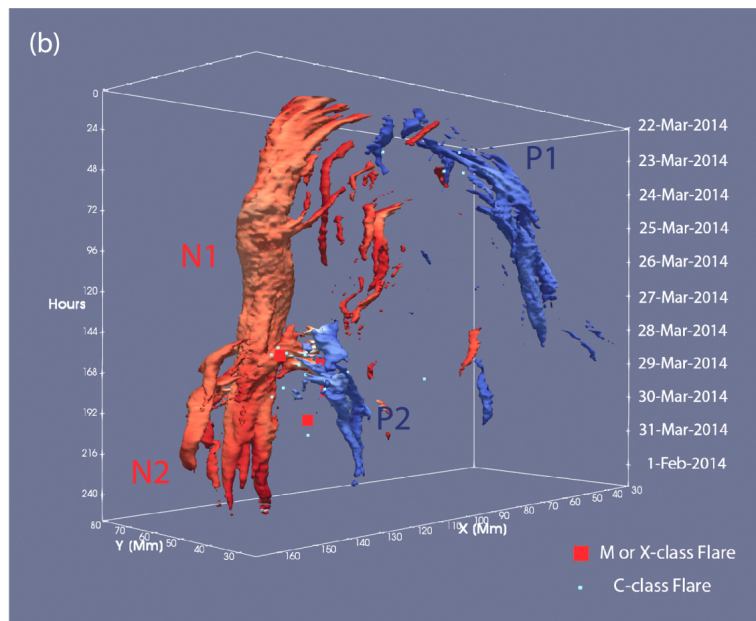 (b)
0
24
48
72
96
120
144
168
192
216
240
Hours
N1
N2
P1
P2
22-Mar-2014
23-Mar-2014
24-Mar-2014
25-Mar-2014
26-Mar-2014
27-Mar-2014
28-Mar-2014
29-Mar-2014
30-Mar-2014
31-Mar-2014
1-Feb-2014
80
70
60
50
40
30
Y (Mm)
160
150
140
130
120
110
100
90
80
70
60
50
40
30
X (Mm)
M or X-class Flare
C-class Flare